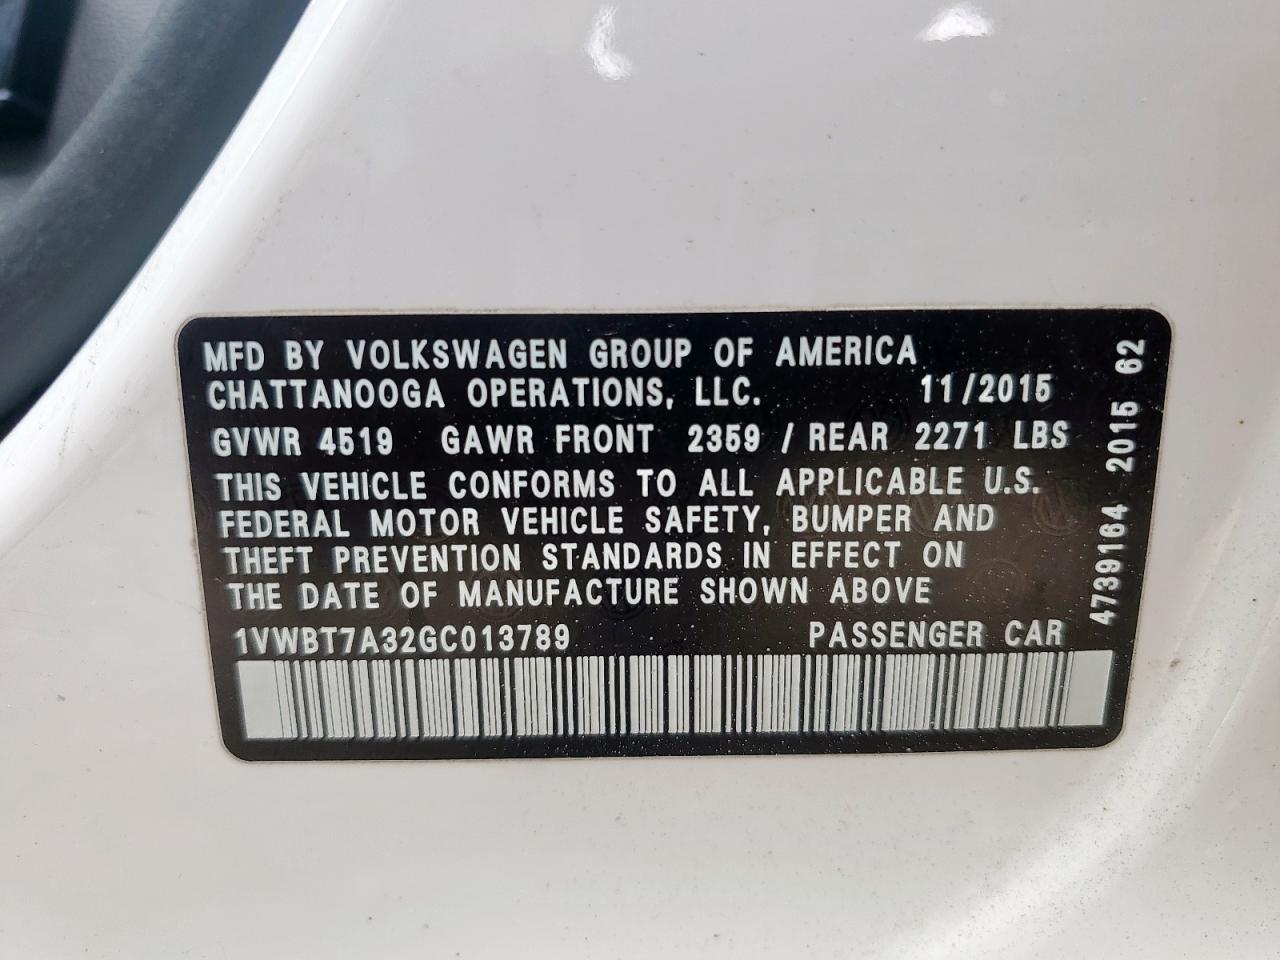 MFD BY VOLKSWAGEN GROUP OF AMERICA
CHATTANOOGA OPERATIONS, LLC. 11/2015
GVWR 4519 GAWR FRONT 2359 / REAR 2271 LBS
THIS VEHICLE CONFORMS TO ALL APPLICABLE U.S.
FEDERAL MOTOR VEHICLE SAFETY, BUMPER AND
THEFT PREVENTION STANDARDS IN EFFECT ON
THE DATE OF MANUFACTURE SHOWN ABOVE
1VWBT7A32GC013789 PASSENGER CAR
4739164 2015 62